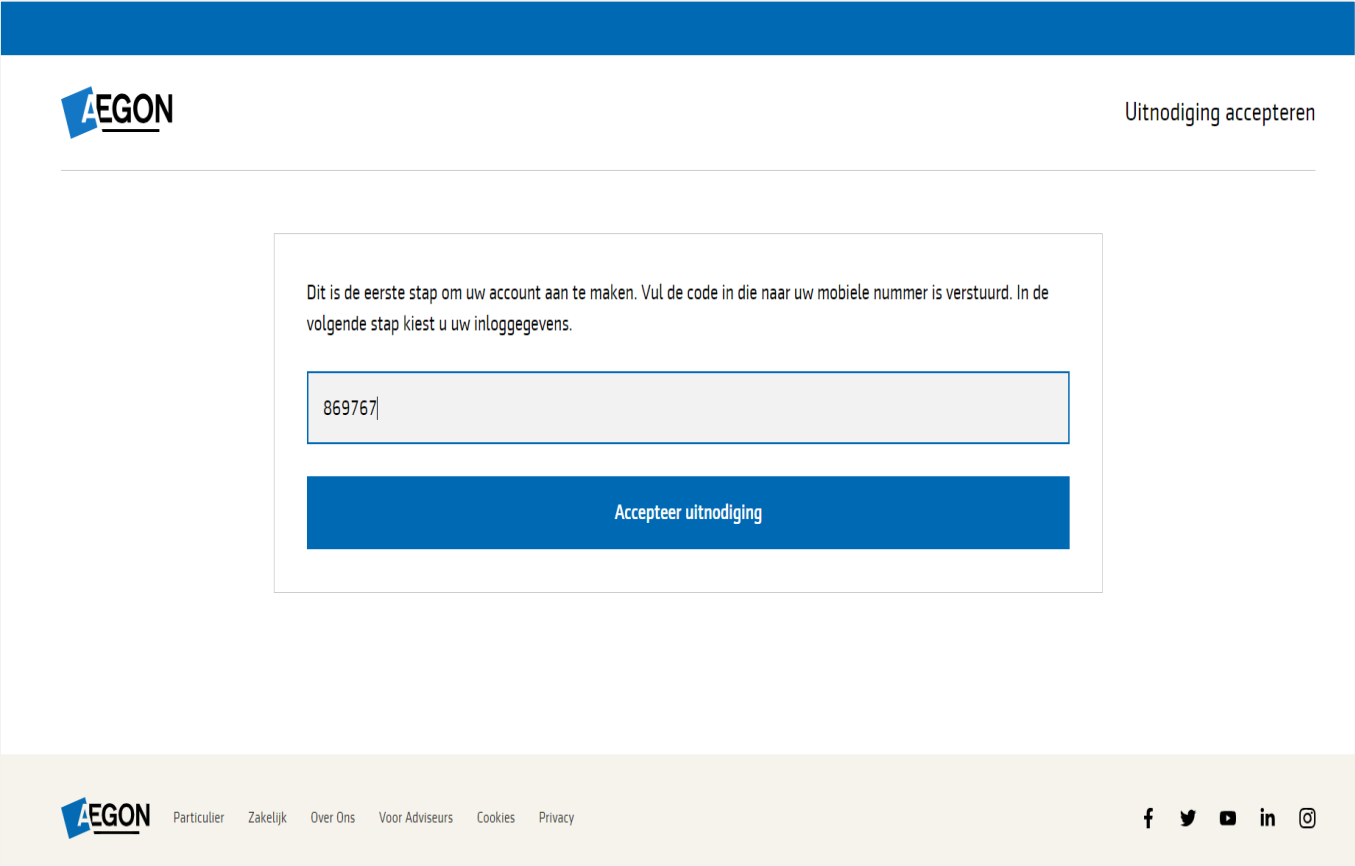 AEGON
Uitnodiging accepteren
Dit is de eerste stap om uw account aan te maken. Vul de code in die naar uw mobiele nummer is verstuurd. In de
volgende stap kiest u uw inloggegevens.
869767
Accepteer uitnodiging
AEGON Particulier Zakelijk Over Ons Voor Adviseurs Cookies Privacy